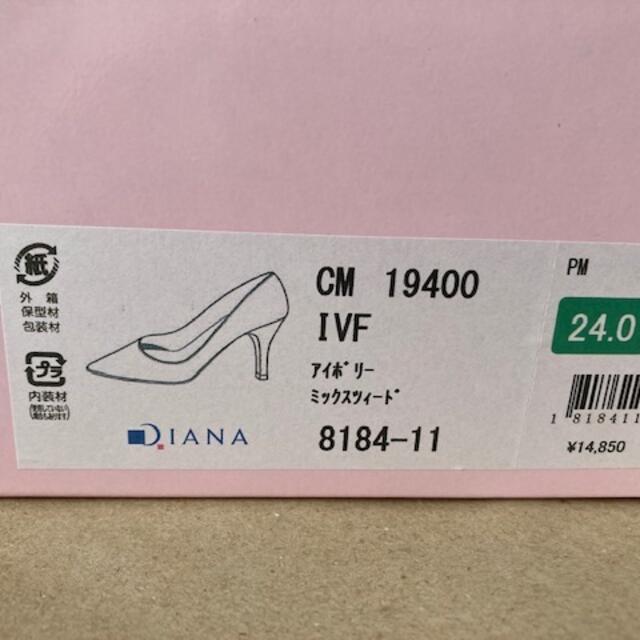 紙
外 箱
保型材
包装材
プラ
内装材
DIANA
CM 19400
IVF
ｱｲﾎﾞﾘｰ
ﾐｯｸｽﾂｨｰﾄﾞ
8184-11
PM
24.0
1 818411
¥14,850